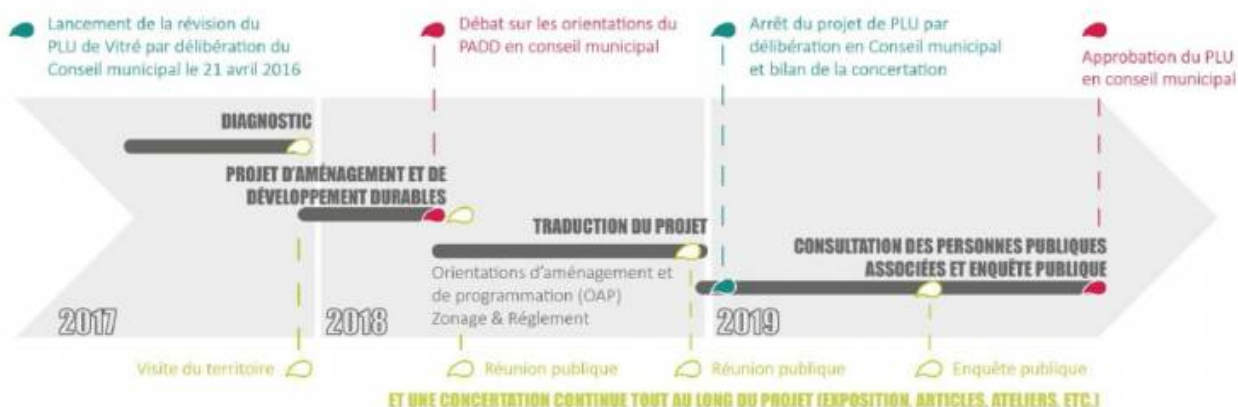 Lancement de la révision du
PLU de Vitré par délibération du
Conseil municipal le 21 avril 2016
Débat sur les orientations du
PADD en conseil municipal
Arrêt du projet de PLU par
délibération en Conseil municipal
et bilan de la concertation
Approbation du PLU
en conseil municipal
DIAGNOSTIC
PROJET D'AMÉNAGEMENT ET DE
DÉVELOPPEMENT DURABLES
TRADUCTION DU PROJET
Orientations d'aménagement et
de programmation (OAP)
Zonage & Réglement
CONSULTATION DES PERSONNES PUBLIQUES
ASSOCIÉES ET ENQUÊTE PUBLIQUE
2017
2018
2019
Visite du territoire
Réunion publique
Réunion publique
Enquête publique
ET UNE CONCERTATION CONTINUE TOUT AU LONG DU PROJET (EXPOSITION, ARTICLES, ATELIERS, ETC.)